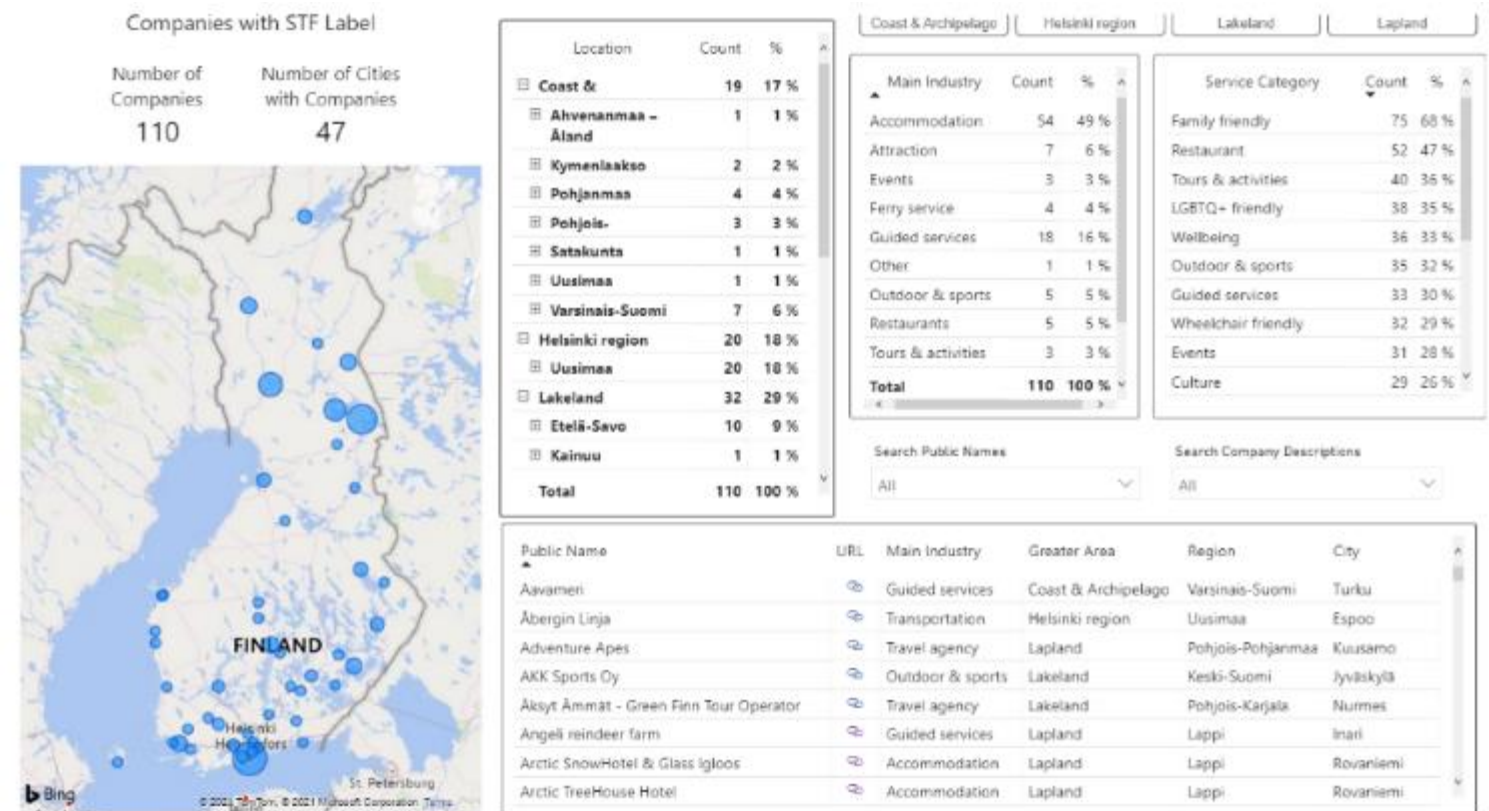 Companies with STF Label
Number of Companies
110
Number of Cities with Companies
47
FINLAND
Helsinki
St. Petersburg
Bing
Location Count %
Coast & 19 17 %
Ahvenanmaa – Åland 1 1 %
Kymenlaakso 2 2 %
Pohjanmaa 4 4 %
Pohjois- 3 3 %
Satakunta 1 1 %
Uusimaa 1 1 %
Varsinais-Suomi 7 6 %
Helsinki region 20 18 %
Uusimaa 20 18 %
Lakeland 32 29 %
Etelä-Savo 10 9 %
Kainuu 1 1 %
Total 110 100 %
Coast & Archipelago
Helsinki region
Lakeland
Lapland
Main Industry Count %
Accommodation 54 49 %
Attraction 7 6 %
Events 3 3 %
Ferry service 4 4 %
Guided services 18 16 %
Other 1 1 %
Outdoor & sports 5 5 %
Restaurants 5 5 %
Tours & activities 3 3 %
Total 110 100 %
Service Category Count %
Family friendly 75 68 %
Restaurant 52 47 %
Tours & activities 40 36 %
LGBTQ+ friendly 38 35 %
Wellbeing 36 33 %
Outdoor & sports 35 32 %
Guided services 33 30 %
Wheelchair friendly 32 29 %
Events 31 28 %
Culture 29 26 %
Search Public Names
All
Search Company Descriptions
All
Public Name URL Main Industry Greater Area Region City
Aavameri Guided services Coast & Archipelago Varsinais-Suomi Turku
Åbergin Linja Transportation Helsinki region Uusimaa Espoo
Adventure Apes Travel agency Lapland Pohjois-Pohjanmaa Kuusamo
AKK Sports Oy Outdoor & sports Lakeland Keski-Suomi Jyväskylä
Äksyt Ämmät - Green Finn Tour Operator Travel agency Lakeland Pohjois-Karjala Nurmes
Angeli reindeer farm Guided services Lapland Lappi Inari
Arctic SnowHotel & Glass Igloos Accommodation Lapland Lappi Rovaniemi
Arctic TreeHouse Hotel Accommodation Lapland Lappi Rovaniemi